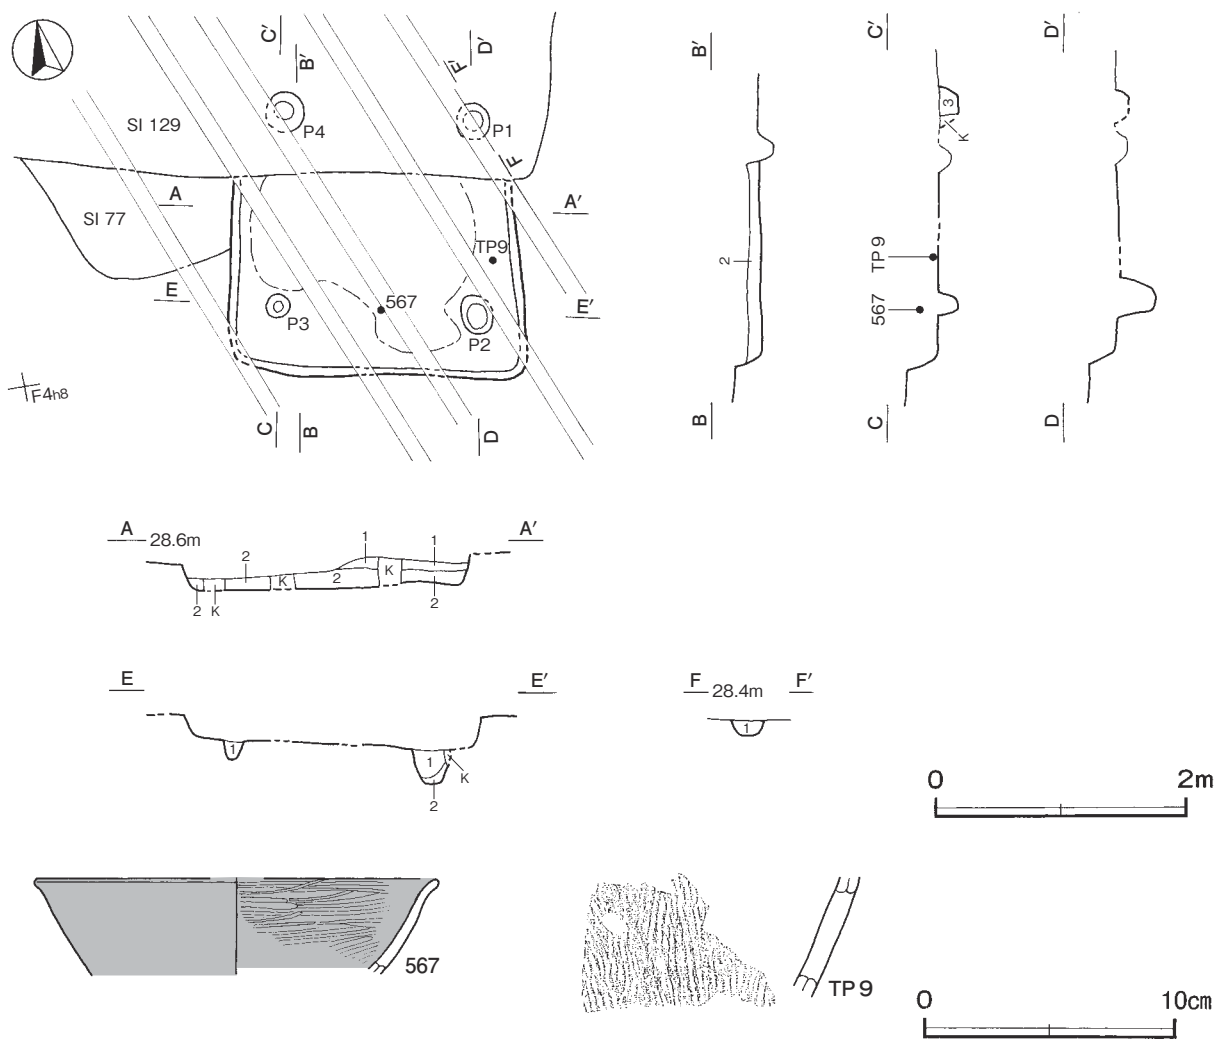 C′
B′
D′
F′
SI 129
P4
P1
F
A
A′
SI 77
TP9
E
567
E′
P3
P2
F4h8
C
B
D
B′
2
B
C′
3
K
TP 9
567
C
D′
D
A 28.6m
A′
2
1
1
K
2
K
2 K
2
E
E′
F 28.4m F′
1
1
K
2
1
0 2m
567
TP 9
0 10cm